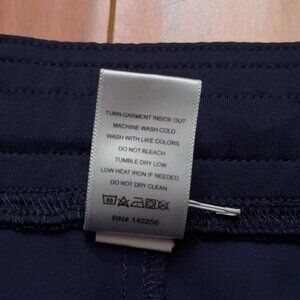 TURN GARMENT INSIDE OUT
MACHINE WASH COLD
WASH WITH LIKE COLORS
DO NOT BLEACH
TUMBLE DRY LOW
LOW HEAT IRON IF NEEDED
DO NOT DRY CLEAN
RN# 142256